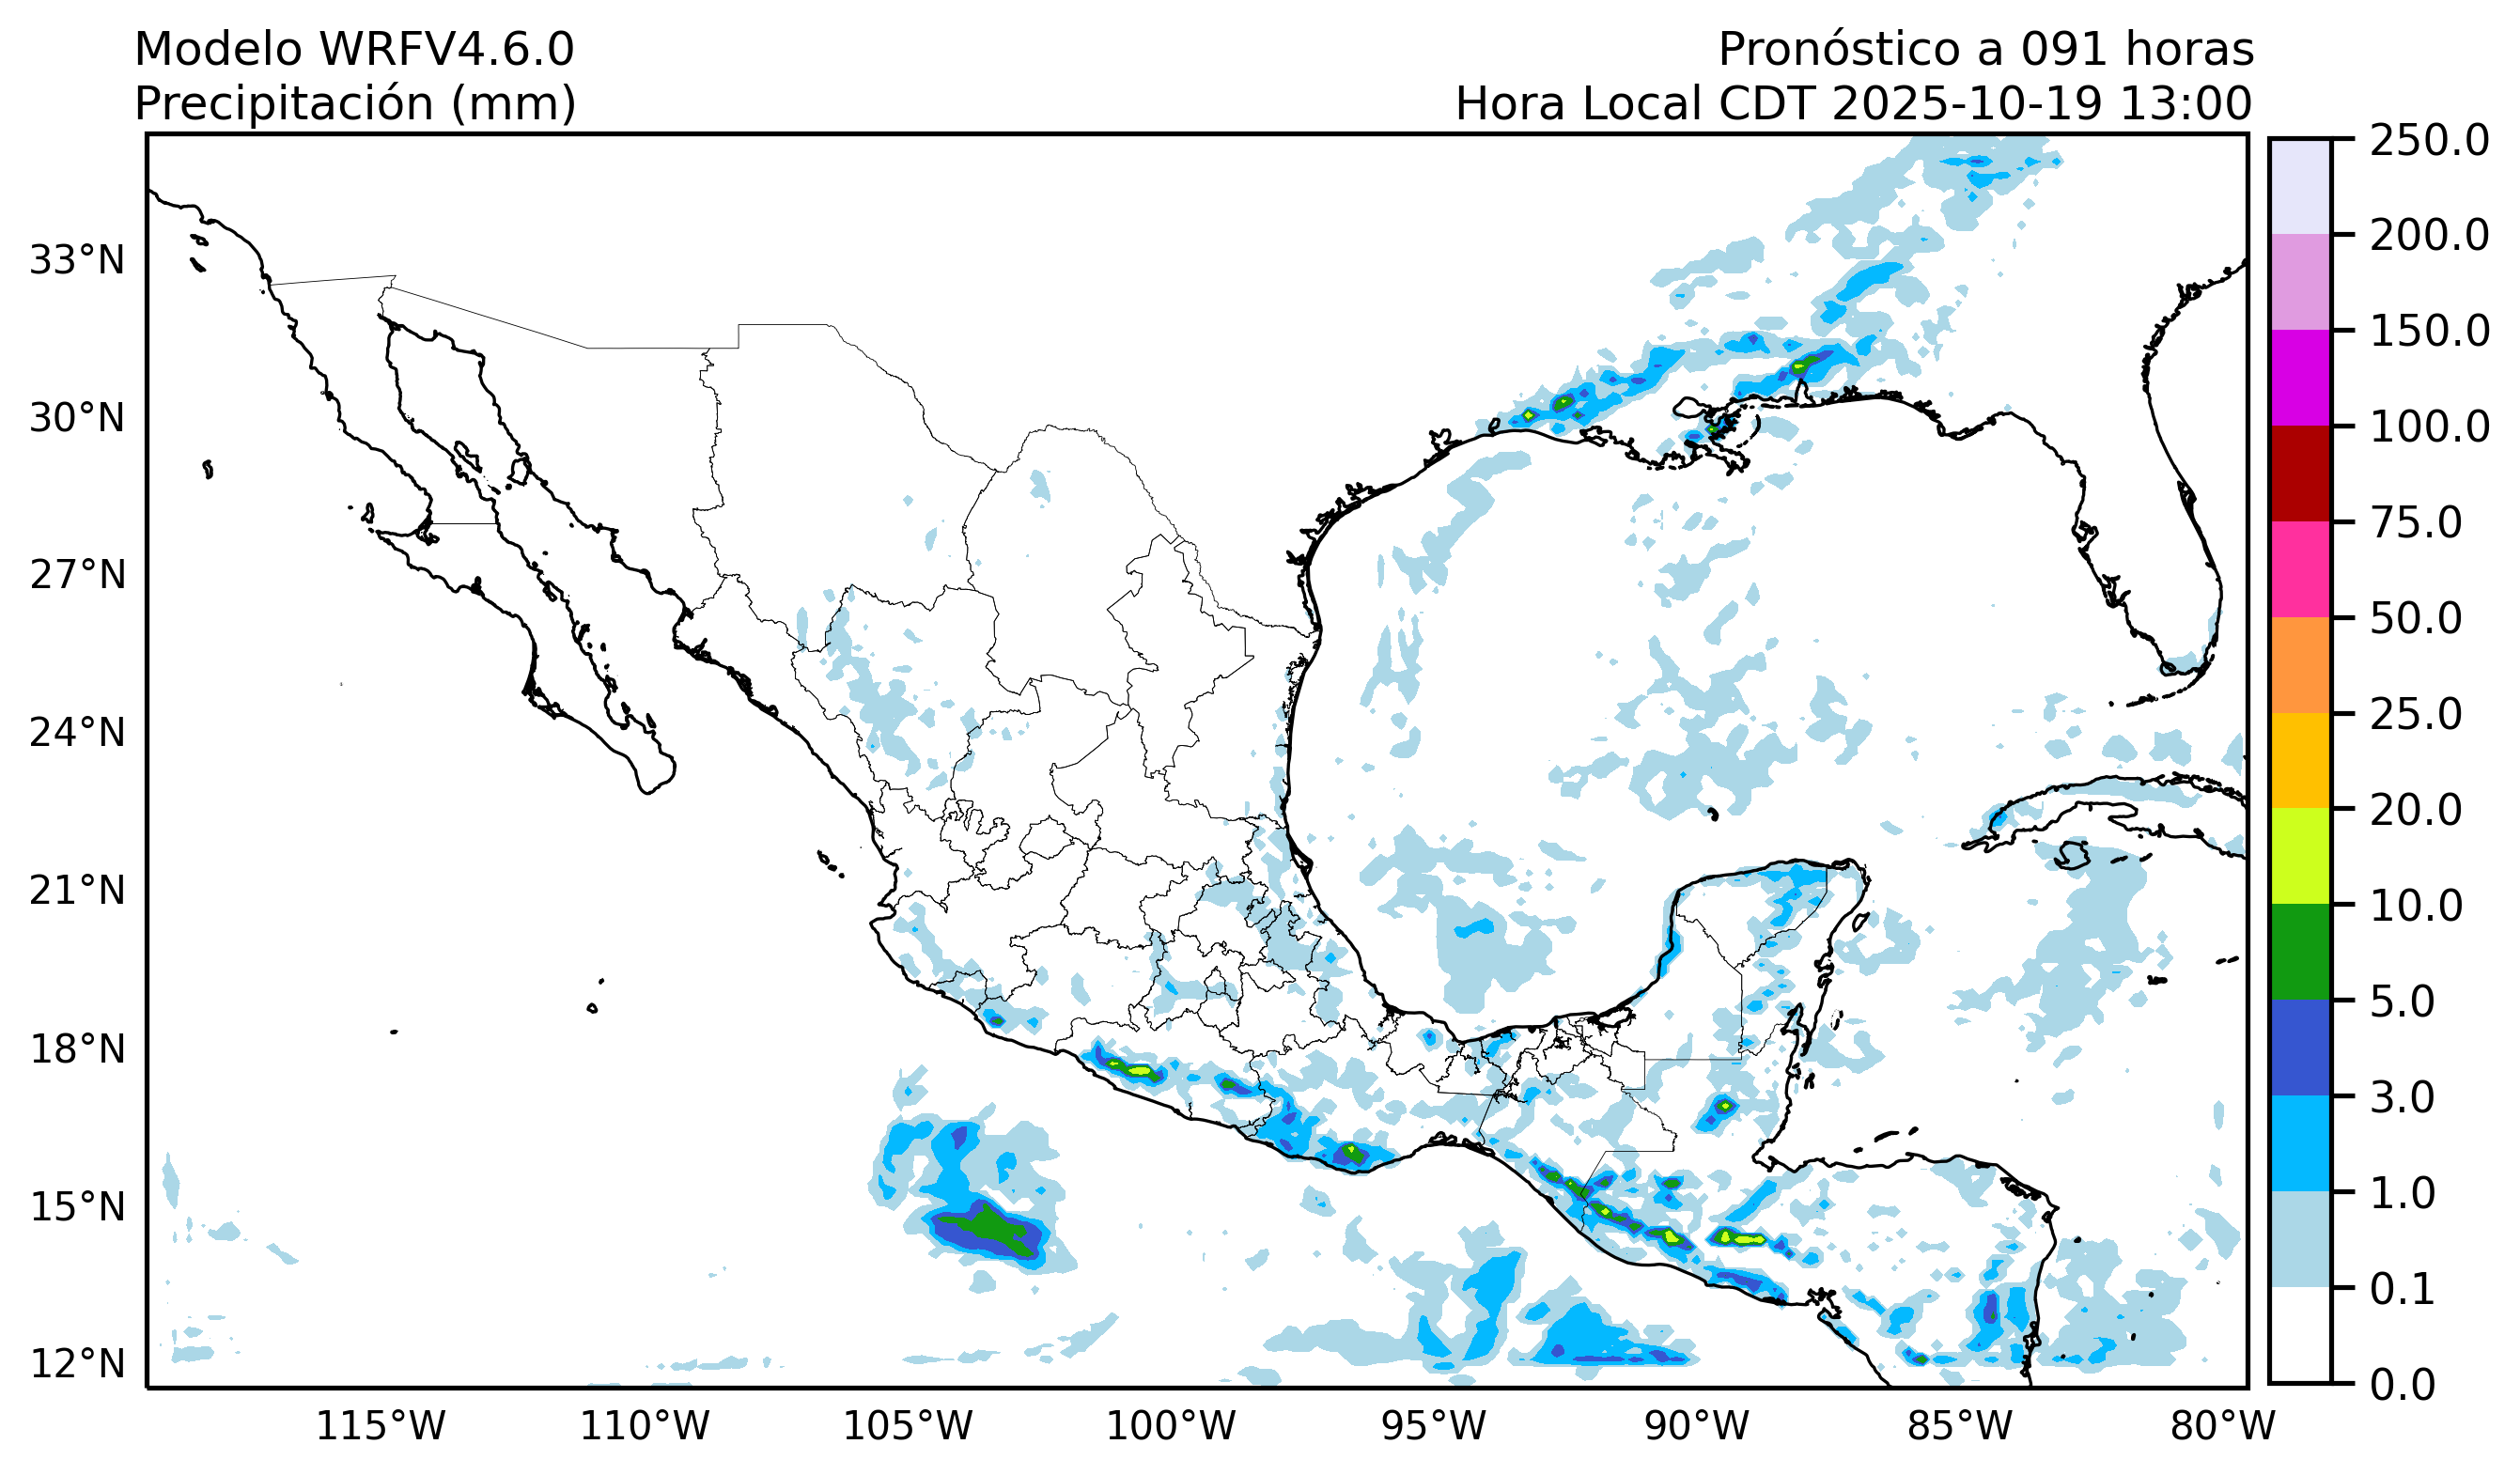 Modelo WRFV4.6.0
Precipitación (mm)
Pronóstico a 091 horas
Hora Local CDT 2025-10-19 13:00
33°N
30°N
27°N
24°N
21°N
18°N
15°N
12°N
115°W
110°W
105°W
100°W
95°W
90°W
85°W
80°W
250.0
200.0
150.0
100.0
75.0
50.0
25.0
20.0
10.0
5.0
3.0
1.0
0.1
0.0